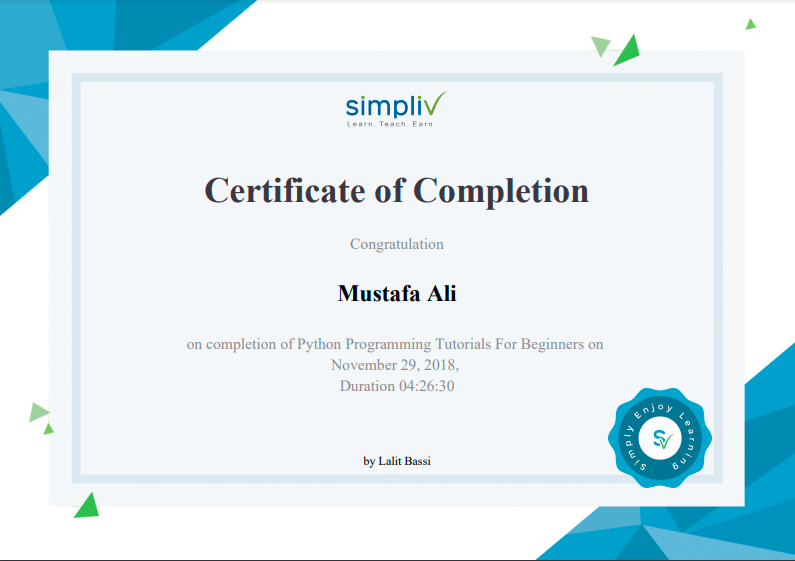 simpliv
Learn. Teach. Earn
Certificate of Completion
Congratulation
Mustafa Ali
on completion of Python Programming Tutorials For Beginners on
November 29, 2018,
Duration 04:26:30
by Lalit Bassi
Simply Enjoy Learning
SV